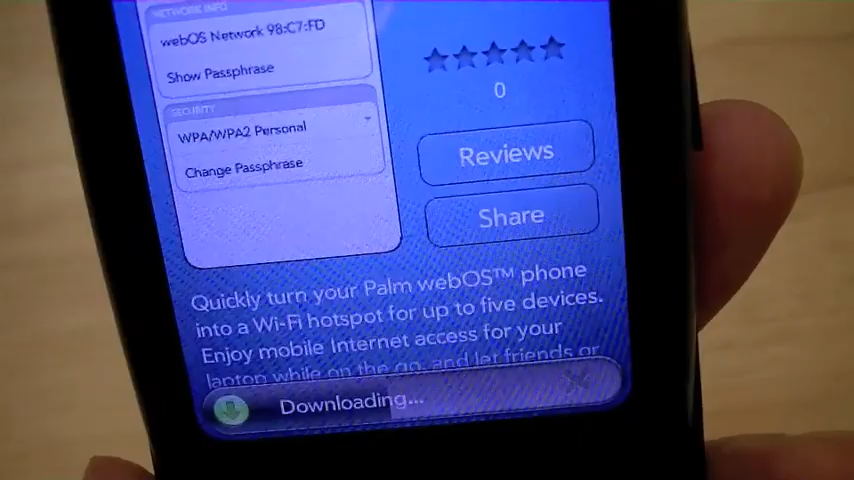 NETWORK INFO
webOS Network 98:C7:FD
Show Passphrase
SECURITY
WPA/WPA2 Personal
Change Passphrase
0
Reviews
Share
Quickly turn your Palm webOS™ phone
into a Wi-Fi hotspot for up to five devices.
Enjoy mobile Internet access for your
laptop while on the go, and let friends or
Downloading...